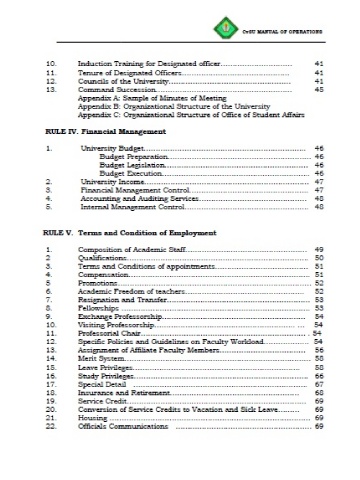 CvSU MANUAL OF OPERATIONS
10. Induction Training for Designated officer............................ 41
11. Tenure of Designated Officers.......................................... 41
12. Councils of the University............................................... 41
13. Command Succession..................................................... 45
Appendix A: Sample of Minutes of Meeting
Appendix B: Organizational Structure of the University
Appendix C: Organizational Structure of Office of Student Affairs
RULE IV. Financial Management
1. University Budget............................................................... 46
Budget Preparation...................................................... 46
Budget Legislation........................................................ 46
Budget Execution......................................................... 46
2. University Income................................................................ 47
3. Financial Management Control.............................................. 47
4. Accounting and Auditing Services.......................................... 48
5. Internal Management Control................................................ 48
RULE V. Terms and Condition of Employment
1. Composition of Academic Staff............................................... 49
2 Qualifications....................................................................... 50
3. Terms and Conditions of appointments.................................... 51
4. Compensation...................................................................... 51
5 Promotions........................................................................... 52
6. Academic Freedom of teachers.............................................. 52
7. Resignation and Transfer....................................................... 53
8. Fellowships .......................................................................... 53
9. Exchange Professorship........................................................ 54
10. Visiting Professorship.......................................................... ... 54
11. Professorial Chair................................................................. . 54
12. Specific Policies and Guidelines on Faculty Workload................. 54
13. Assignment of Affiliate Faculty Members.................................. 56
14. Merit System......................................................................... 58
15. Leave Privileges................................................................. 58
16. Study Privileges.................................................................... 66
17. Special Detail .................................................................... 67
18. Insurance and Retirement.................................................. 68
19. Service Credit...................................................................... 69
20. Conversion of Service Credits to Vacation and Sick Leave......... 69
21. Housing .............................................................................. 69
22. Officials Communications ..................................................... 69